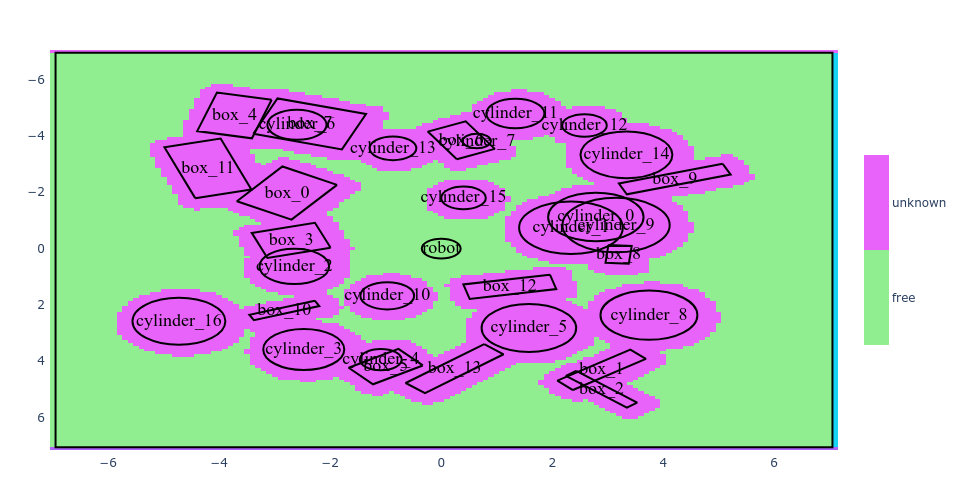 −6
−4
−2
0
2
4
6
−6
−4
−2
0
2
4
6
box_4
cylinder_6
box_7
cylinder_11
cylinder_12
cylinder_13
cylinder_7
cylinder_14
box_11
box_9
box_0
cylinder_15
cylinder_0
cylinder_1
cylinder_9
box_3
robot
box_8
cylinder_2
box_12
cylinder_10
box_10
cylinder_16
cylinder_8
cylinder_5
cylinder_3
cylinder_4
box_5
box_13
box_1
box_2
unknown
free